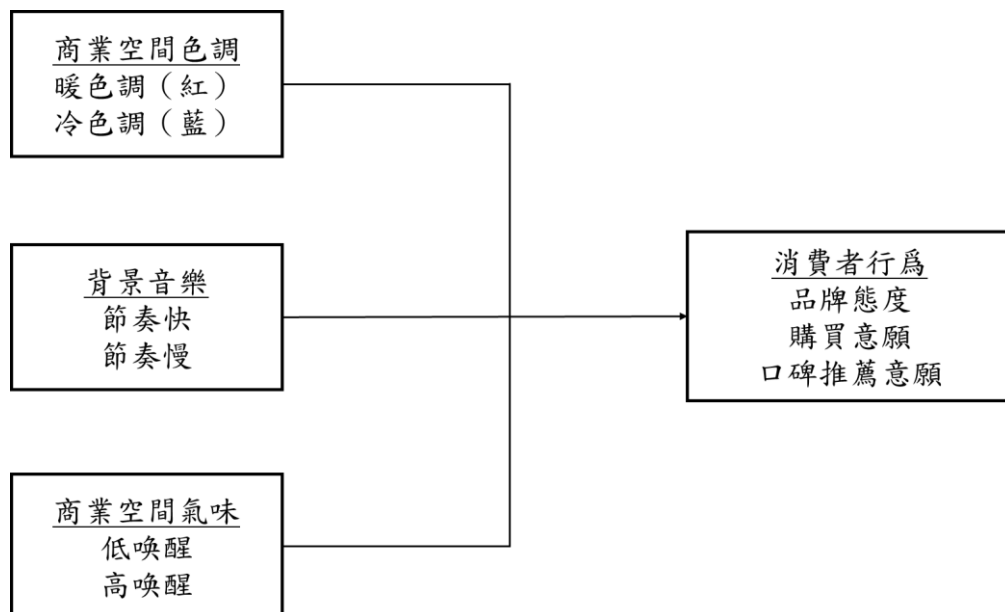 商業空間色調
暖色調（紅）
冷色調（藍）
背景音樂
節奏快
節奏慢
商業空間氣味
低喚醒
高喚醒
消費者行爲
品牌態度
購買意願
口碑推薦意願